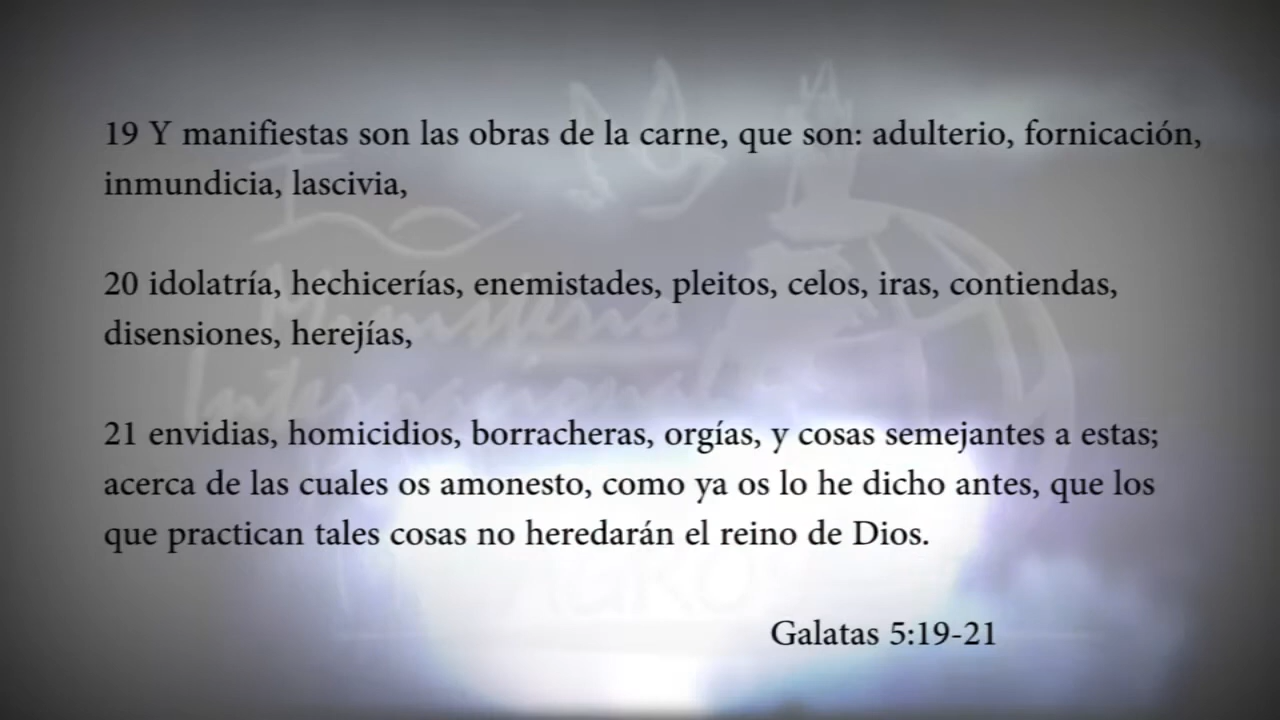 19 Y manifiestas son las obras de la carne, que son: adulterio, fornicación,
inmundicia, lascivia,
20 idolatría, hechicerías, enemistades, pleitos, celos, iras, contiendas,
disensiones, herejías,
21 envidias, homicidios, borracheras, orgías, y cosas semejantes a estas;
acerca de las cuales os amonesto, como ya os lo he dicho antes, que los
que practican tales cosas no heredarán el reino de Dios.
Galatas 5:19-21
Ministerio
Internacional